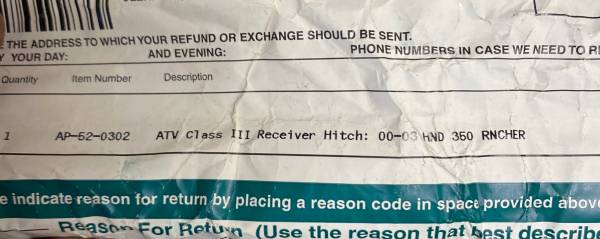 THE ADDRESS TO WHICH YOUR REFUND OR EXCHANGE SHOULD BE SENT.
YOUR DAY: AND EVENING: PHONE NUMBERS IN CASE WE NEED TO
Quantity Item Number Description
1 AP-52-0302 ATV Class III Receiver Hitch: 00-03 HND 350 RNCHER
e indicate reason for return by placing a reason code in space provided above
Reason For Return (Use the reason that best describe